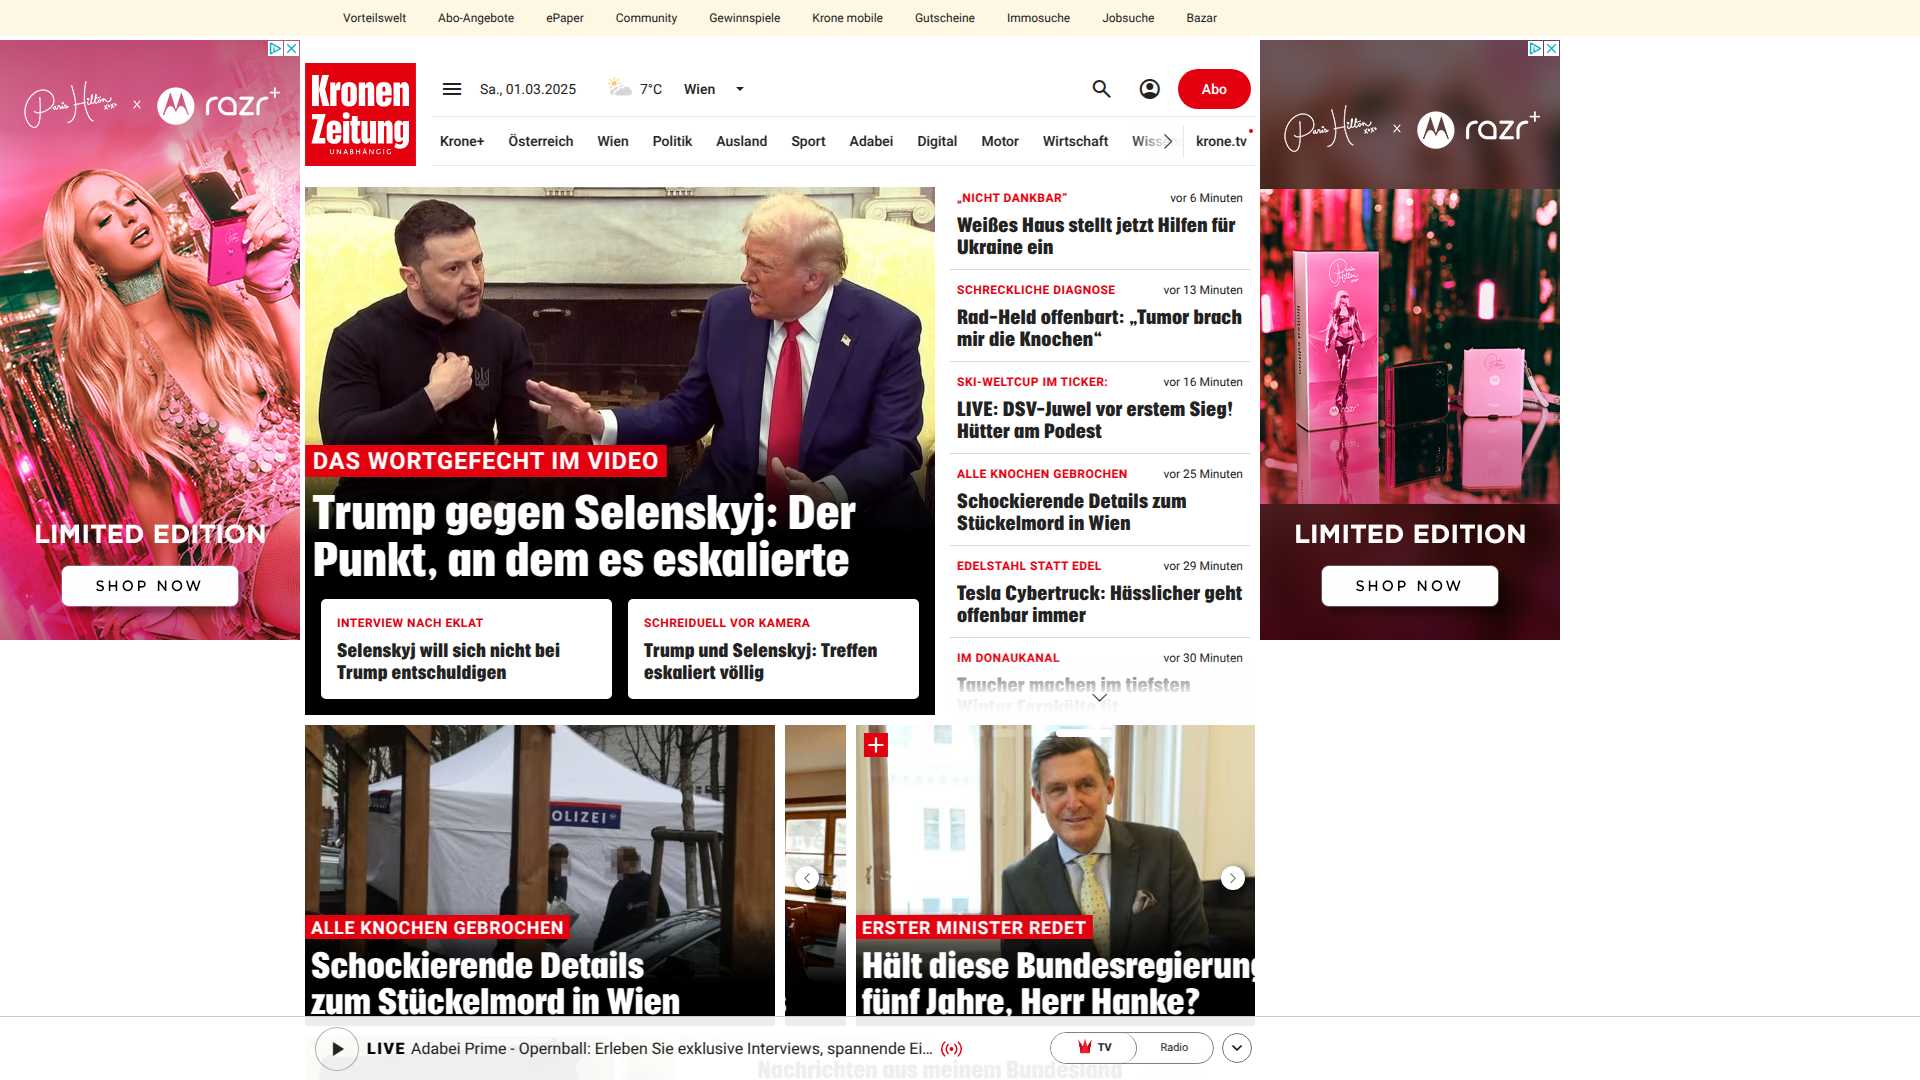 Vorteilswelt
Abo-Angebote
ePaper
Community
Gewinnspiele
Krone mobile
Gutscheine
Immosuche
Jobsuche
Bazar
Paris Hilton x razr+
LIMITED EDITION
SHOP NOW
Kronen
Zeitung
UNABHÄNGIG
Sa., 01.03.2025
7°C
Wien
Abo
Krone+
Österreich
Wien
Politik
Ausland
Sport
Adabei
Digital
Motor
Wirtschaft
krone.tv
DAS WORTGEFECHT IM VIDEO
Trump gegen Selenskyj: Der
Punkt, an dem es eskalierte
INTERVIEW NACH EKLAT
Selenskyj will sich nicht bei
Trump entschuldigen
SCHREIDUELL VOR KAMERA
Trump und Selenskyj: Treffen
eskaliert völlig
„NICHT DANKBAR“ vor 6 Minuten
Weißes Haus stellt jetzt Hilfen für
Ukraine ein
SCHRECKLICHE DIAGNOSE vor 13 Minuten
Rad-Held offenbart: „Tumor brach
mir die Knochen“
SKI-WELTCUP IM TICKER: vor 16 Minuten
LIVE: DSV-Juwel vor erstem Sieg!
Hütter am Podest
ALLE KNOCHEN GEBROCHEN vor 25 Minuten
Schockierende Details zum
Stückelmord in Wien
EDELSTAHL STATT EDEL vor 29 Minuten
Tesla Cybertruck: Hässlicher geht
offenbar immer
IM DONAUKANAL vor 30 Minuten
Taucher machen im tiefsten
Winter Fernkälte fit
Paris Hilton x razr+
LIMITED EDITION
SHOP NOW
OLIZEI
ALLE KNOCHEN GEBROCHEN
Schockierende Details
zum Stückelmord in Wien
ERSTER MINISTER REDET
Hält diese Bundesregierung
fünf Jahre, Herr Hanke?
LIVE Adabei Prime - Opernball: Erleben Sie exklusive Interviews, spannende Ei...
TV
Radio
Nachrichten aus meinem Bundesland